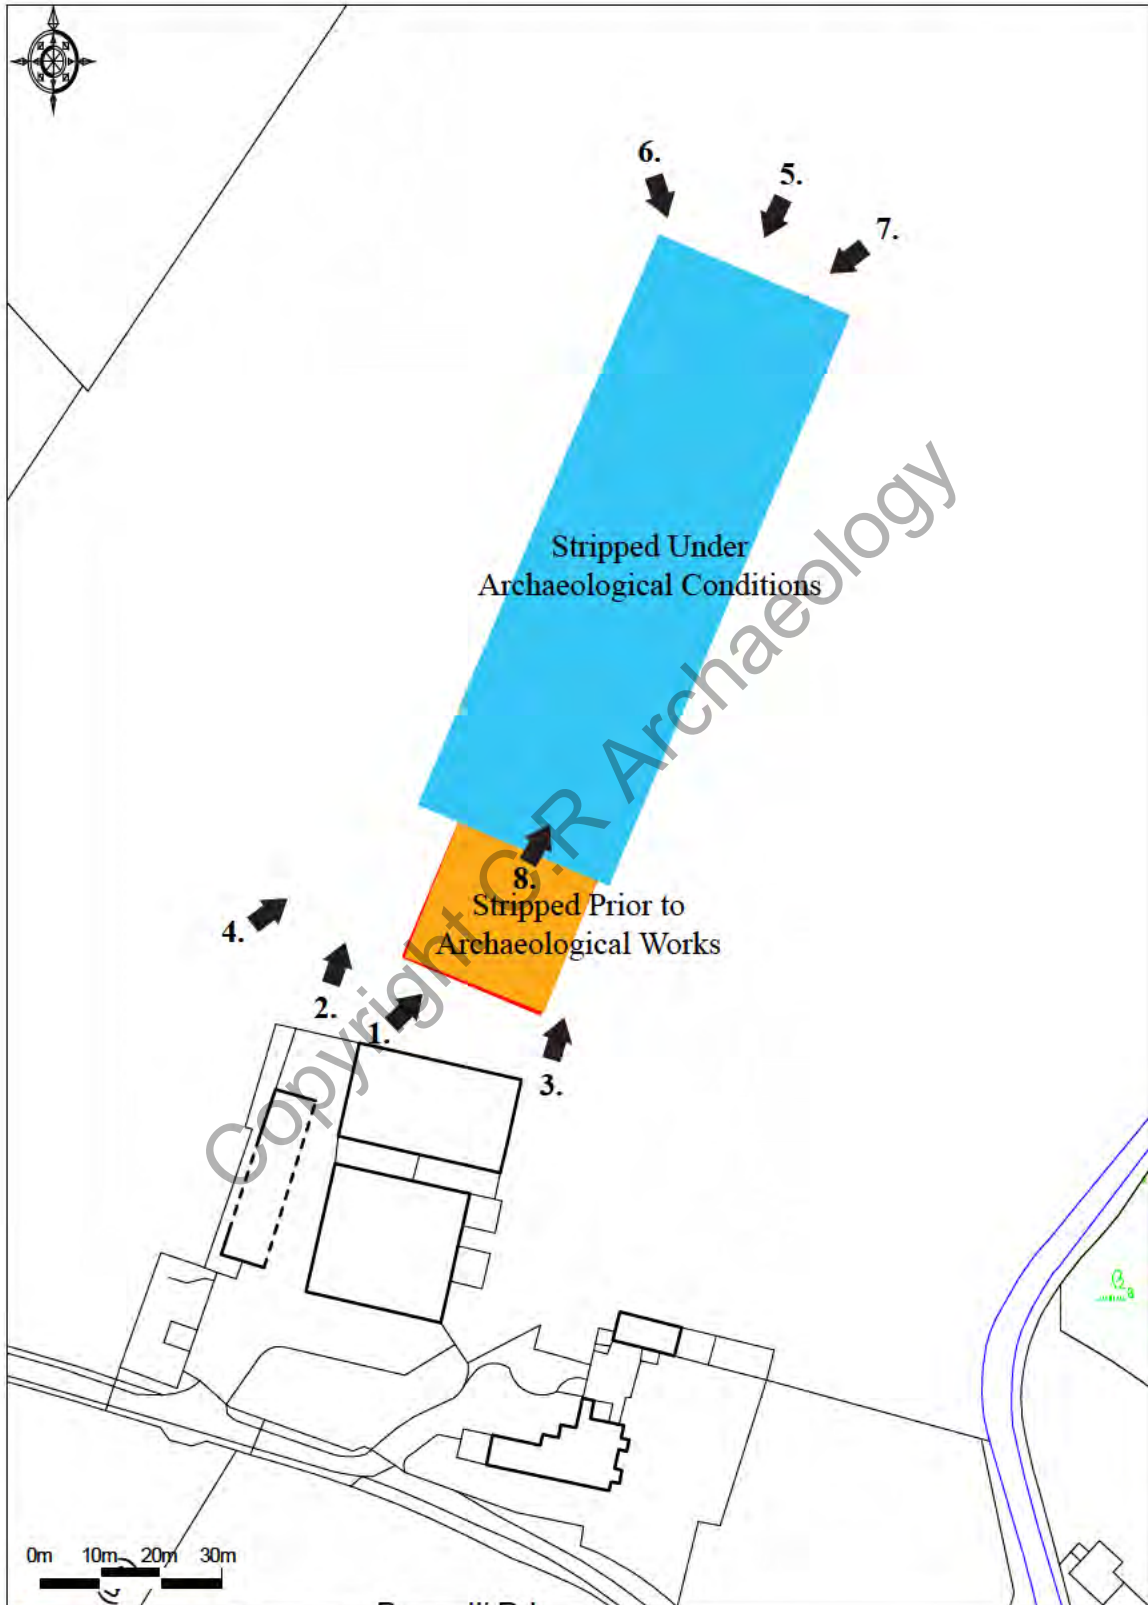 6.
5.
7.
Stripped Under
Archaeological Conditions
8.
Stripped Prior to
Archaeological Works
4.
2.
1.
3.
Copyright C.R Archaeology
0m 10m 20m 30m